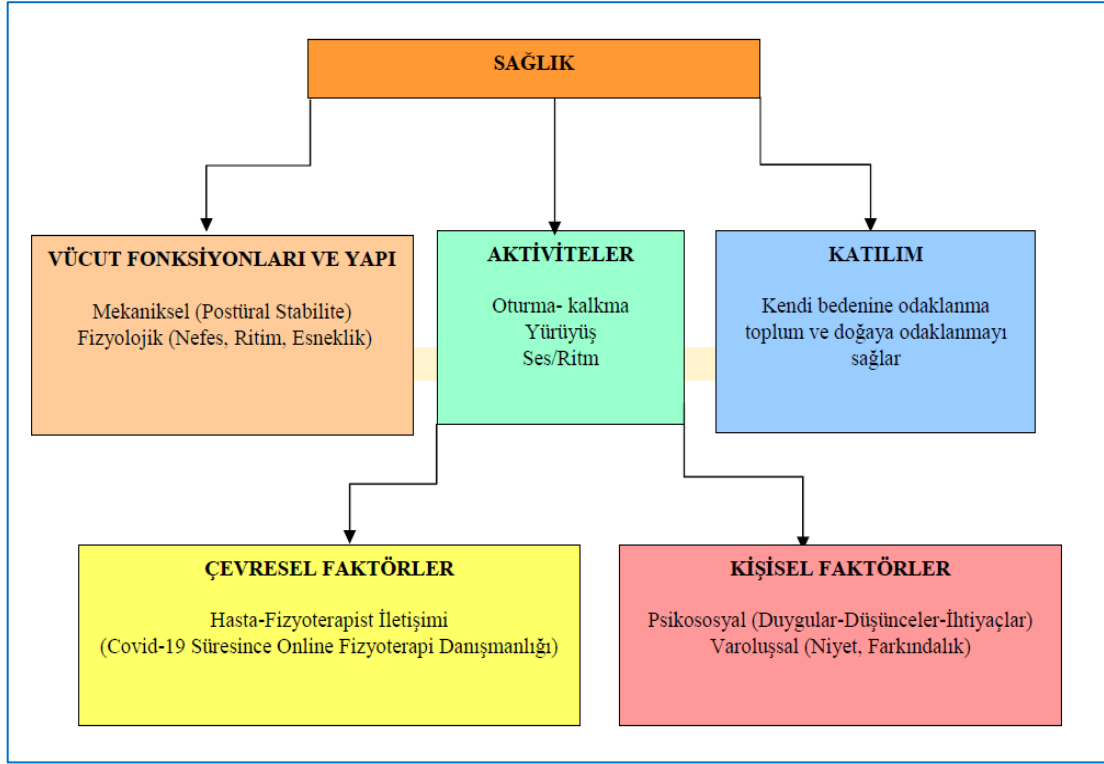 SAĞLIK
VÜCUT FONKSİYONLARI VE YAPI
Mekaniksel (Postüral Stabilite)
Fizyolojik (Nefes, Ritim, Esneklik)
AKTİVİTELER
Oturma- kalkma
Yürüyüş
Ses/Ritm
KATILIM
Kendi bedenine odaklanma
toplum ve doğaya odaklanmayı
sağlar
ÇEVRESEL FAKTÖRLER
Hasta-Fizyoterapist İletişimi
(Covid-19 Süresince Online Fizyoterapi Danışmanlığı)
KİŞİSEL FAKTÖRLER
Psikososyal (Duygular-Düşünceler-İhtiyaçlar)
Varoluşsal (Niyet, Farkındalık)